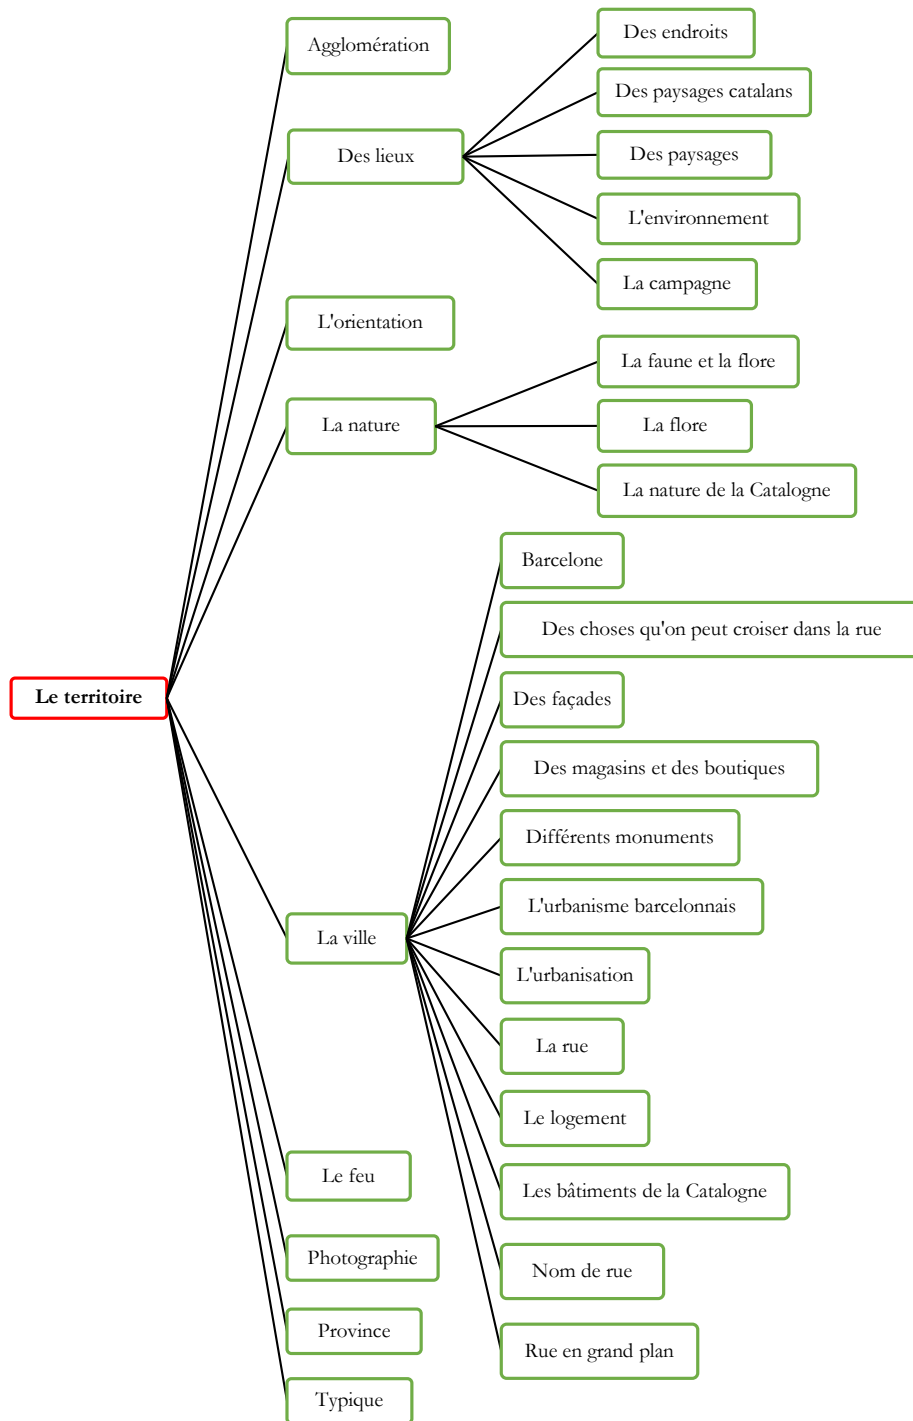 Le territoire
Agglomération
Des lieux
Des endroits
Des paysages catalans
Des paysages
L'environnement
La campagne
L'orientation
La nature
La faune et la flore
La flore
La nature de la Catalogne
La ville
Barcelone
Des choses qu'on peut croiser dans la rue
Des façades
Des magasins et des boutiques
Différents monuments
L'urbanisme barcelonnais
L'urbanisation
La rue
Le logement
Les bâtiments de la Catalogne
Nom de rue
Rue en grand plan
Le feu
Photographie
Province
Typique